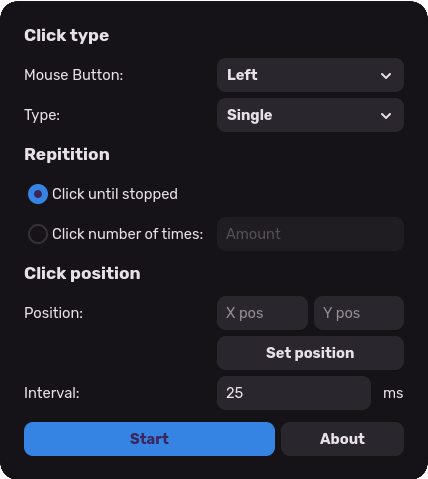 Click type
Mouse Button: Left
Type: Single
Repitition
Click until stopped
Click number of times: Amount
Click position
Position: X pos Y pos
Set position
Interval: 25 ms
Start About